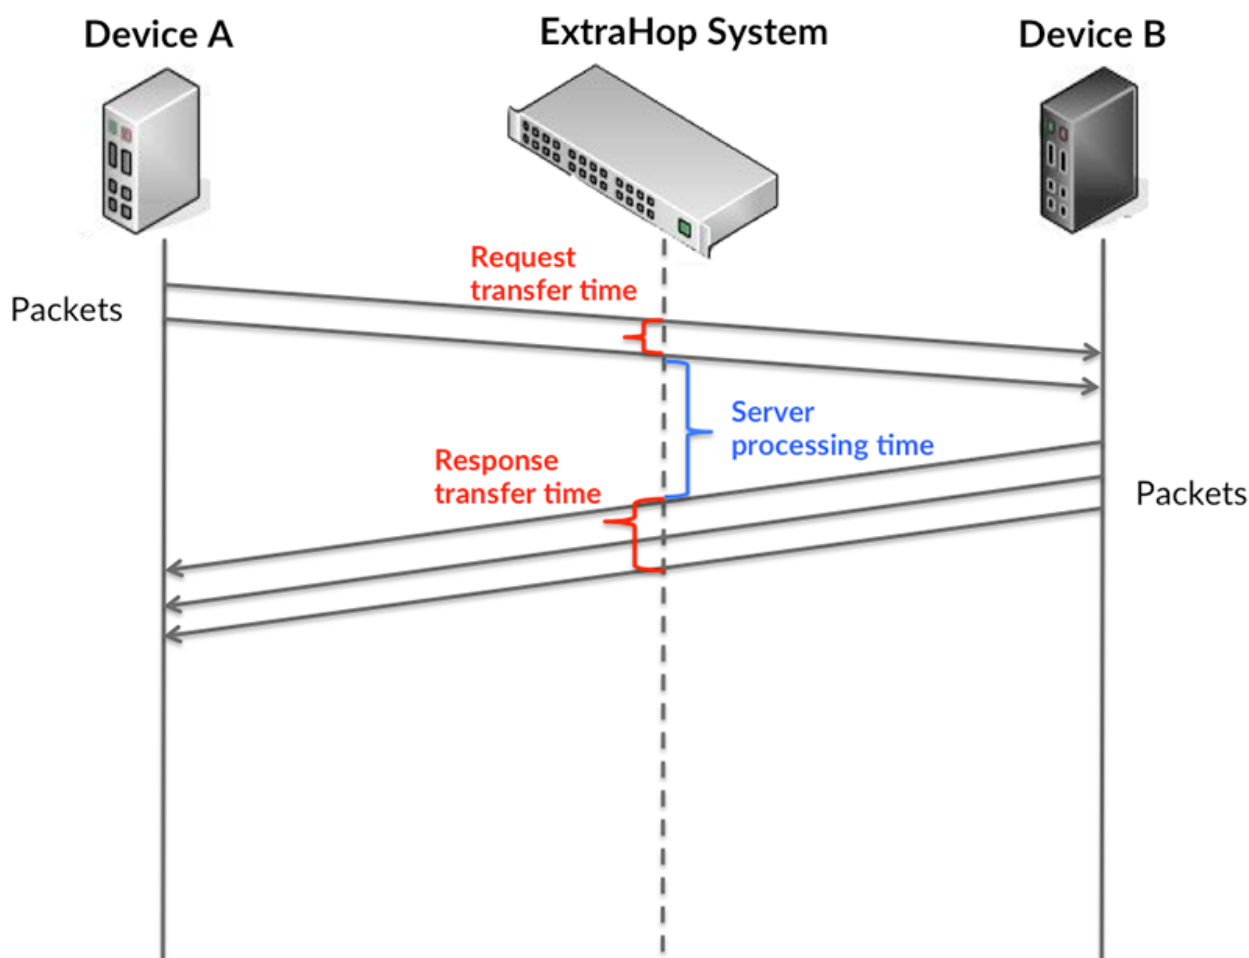 Device A
ExtraHop System
Device B
Request
transfer time
Packets
Server
processing time
Response
transfer time
Packets